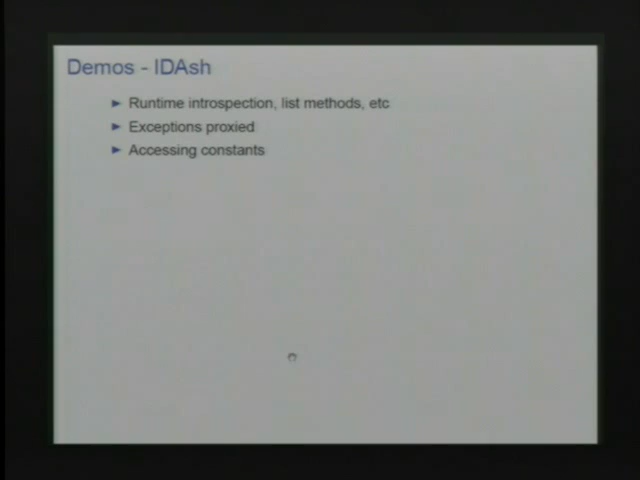 Demos - IDAsh
Runtime introspection, list methods, etc
Exceptions proxied
Accessing constants